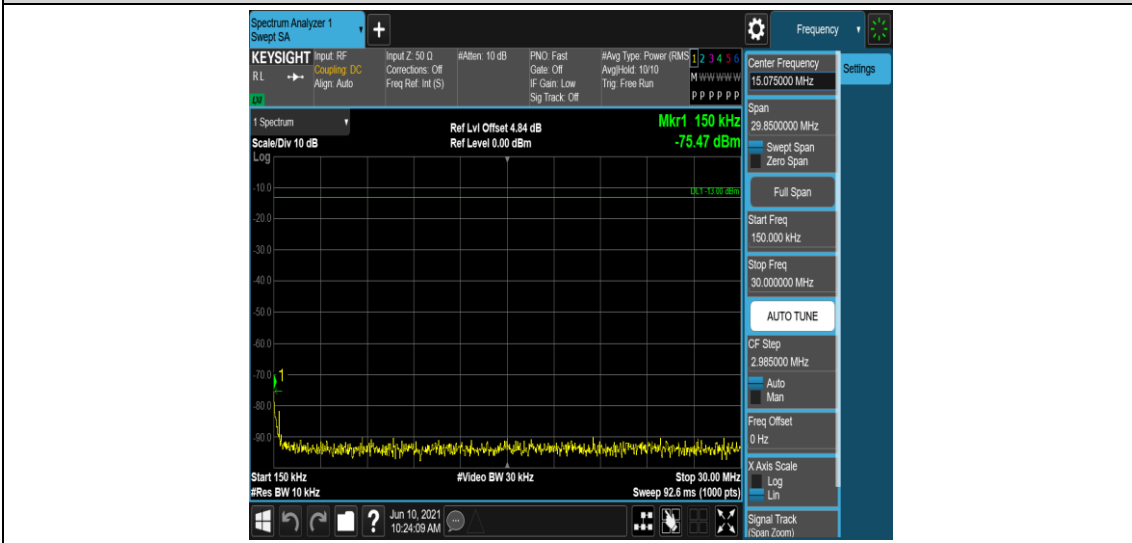 Spectrum Analyzer 1
Swept SA
+
Frequency
KEYSIGHT
RL
LXI
Input: RF
Coupling: DC
Align: Auto
Input Z: 50 Ω
Corrections: Off
Freq Ref: Int (S)
#Atten: 10 dB
PNO: Fast
Gate: Off
IF Gain: Low
Sig Track: Off
#Avg Type: Power (RMS
Avg|Hold: 10/10
Trig: Free Run
1 2 3 4 5 6
M W W W W W
P P P P P P
Center Frequency
15.075000 MHz
Settings
Span
29.8500000 MHz
Swept Span
Zero Span
Full Span
Start Freq
150.000 kHz
Stop Freq
30.000000 MHz
AUTO TUNE
CF Step
2.985000 MHz
Auto
Man
Freq Offset
0 Hz
X Axis Scale
Log
Lin
Signal Track
(Span Zoom)
1 Spectrum
Scale/Div 10 dB
Log
Ref Lvl Offset 4.84 dB
Ref Level 0.00 dBm
Mkr1 150 kHz
-75.47 dBm
DL1 -13.00 dBm
-10.0
-20.0
-30.0
-40.0
-50.0
-60.0
-70.0
1
-80.0
-90.0
Start 150 kHz
#Res BW 10 kHz
#Video BW 30 kHz
Stop 30.00 MHz
Sweep 92.6 ms (1000 pts)
?
Jun 10, 2021
10:24:09 AM